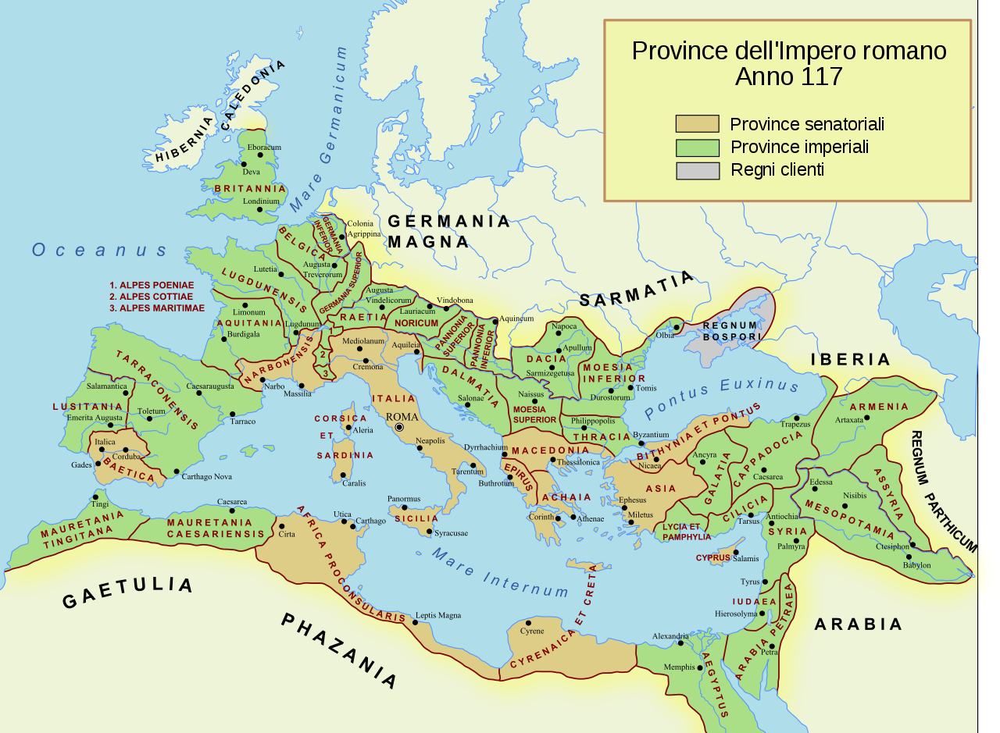 Province dell'Impero romano
Anno 117
Province senatoriali
Province imperiali
Regni clienti
CALEDONIA
HIBERNIA
Mare Germanicum
Eboracum
Deva
BRITANNIA
Londinium
Oceanus
GERMANIA
MAGNA
SARMATIA
1. ALPES POENIAE
2. ALPES COTTIAE
3. ALPES MARITIMAE
GERMANIA
INFERIOR
Colonia
Agrippina
BELGICA
Augusta
Treverorum
Lutetia
LUGDUNENSIS
GERMANIA SUPERIOR
Limonum
AQUITANIA
Lugdunum
Burdigala
NARBONENSIS
Narbo
Massilia
1
2
3
Augusta
Vindelicorum
RAETIA
Lauriacum
NORICUM
Vindobona
Aquincum
PANNONIA
SUPERIOR
PANNONIA
INFERIOR
Mediolanum
Aquileia
Cremona
ITALIA
ROMA
Neapolis
Tarentum
DALMATIA
Salonae
Napoca
Apullum
DACIA
Sarmizegetusa
MOESIA
INFERIOR
Tomis
Durostorum
Naissus
MOESIA
SUPERIOR
Olbia
REGNUM
BOSPORI
IBERIA
Pontus Euxinus
TARRACONENSIS
Salamantica
Caesaraugusta
LUSITANIA
Toletum
Emerita Augusta
Tarraco
Italica
Corduba
Gades
BAETICA
Carthago Nova
CORSICA
Aleria
ET
SARDINIA
Caralis
Panormus
SICILIA
Syracusae
Philippopolis
THRACIA
Byzantium
Dyrrhachium
MACEDONIA
Thessalonica
EPIRUS
Buthrotum
ACHAIA
Corinth
Athenae
BITHYNIA ET PONTUS
Nicaea
ASIA
Ephesus
Miletus
Ancyra
GALATIA
CAPPADOCIA
Caesarea
Trapezus
LYCIA ET
PAMPHYLIA
CILICIA
Tarsus
ARMENIA
Artaxata
REGNUM PARTHICUM
ASSYRIA
Edessa
Nisibis
MESOPOTAMIA
Ctesiphon
Babylon
Antiochia
SYRIA
Palmyra
CYPRUS
Salamis
Tyrus
IUDAEA
Hierosolyma
ARABIA PETRAEA
Petra
ARABIA
Tingi
MAURETANIA
TINGITANA
Caesarea
MAURETANIA
CAESARIENSIS
Cirta
Utica
Carthago
AFRICA PROCONSULARIS
Leptis Magna
GAETULIA
PHAZANIA
Mare Internum
Cyrene
CYRENAICA ET CRETA
Alexandria
Memphis
AEGYPTUS